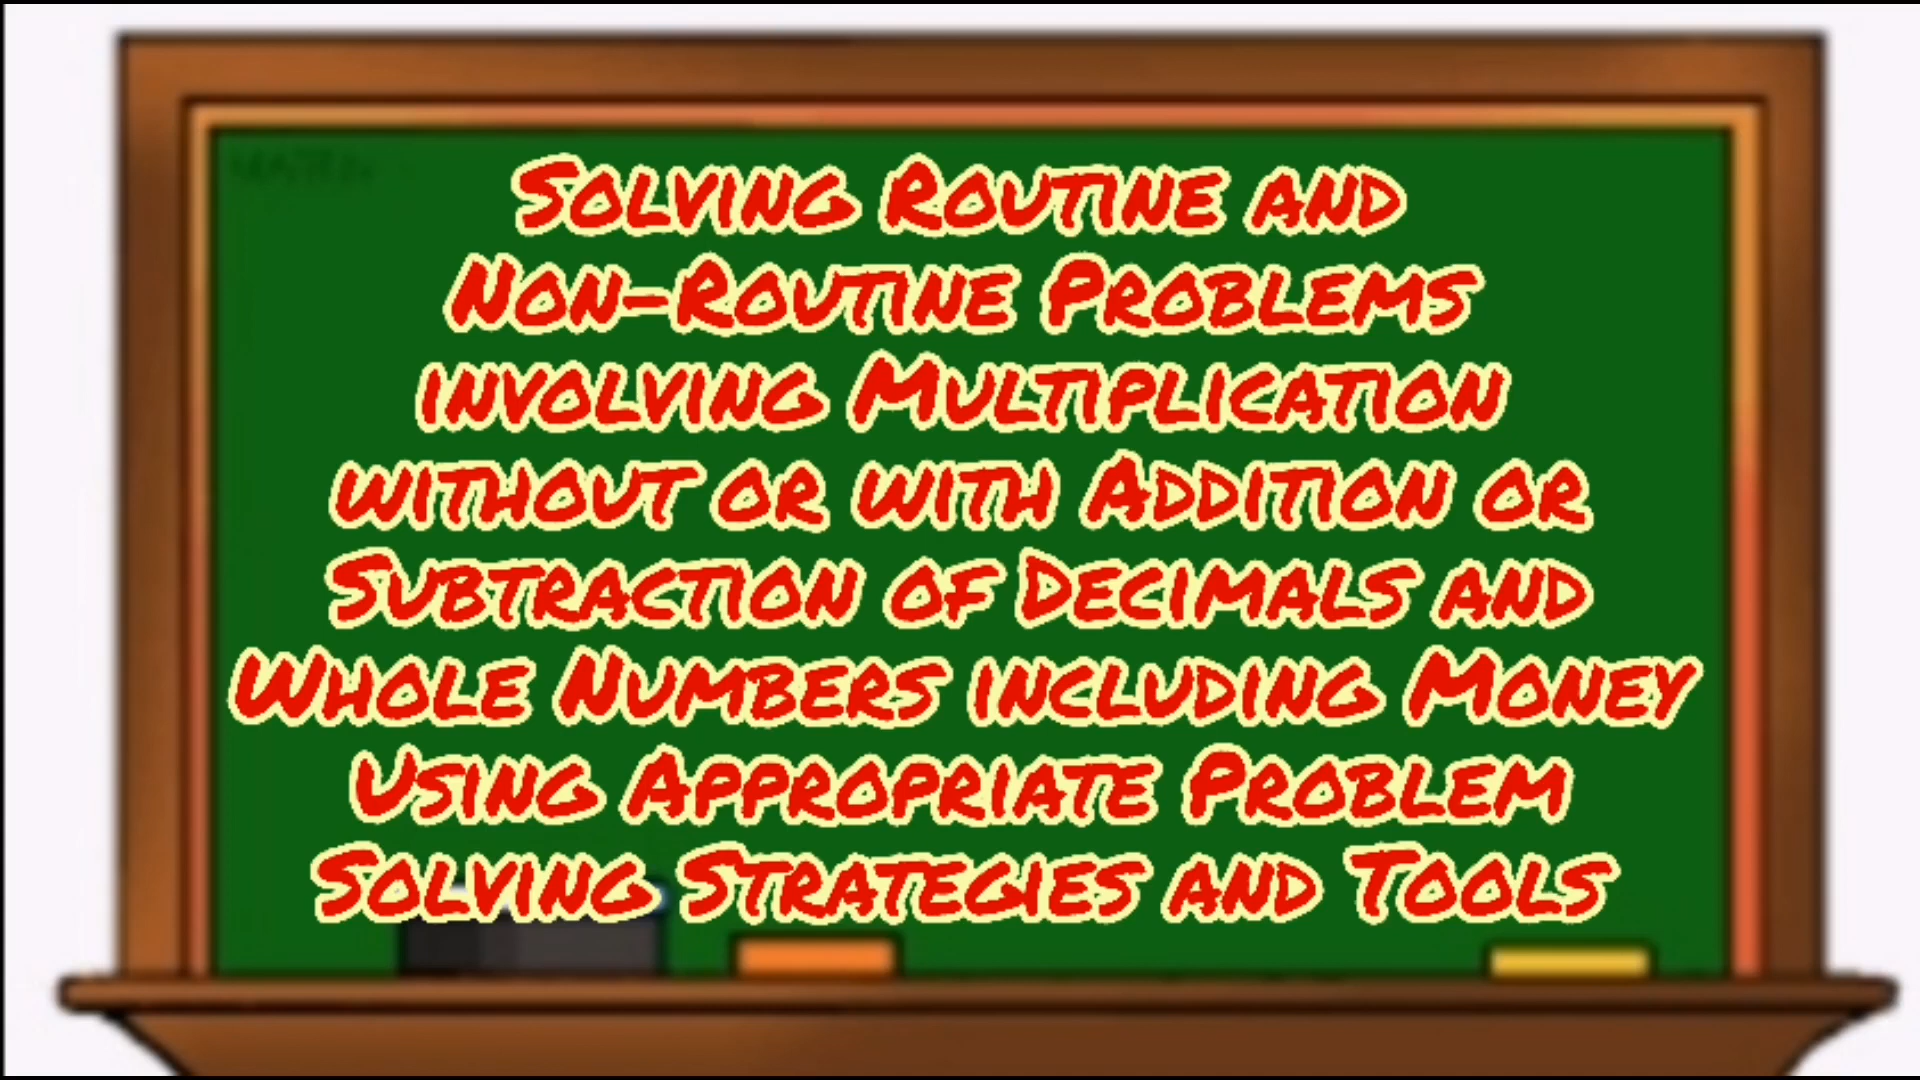 Solving Routine and
Non-Routine Problems
involving Multiplication
without or with Addition or
Subtraction of Decimals and
Whole Numbers including Money
Using Appropriate Problem
Solving Strategies and Tools